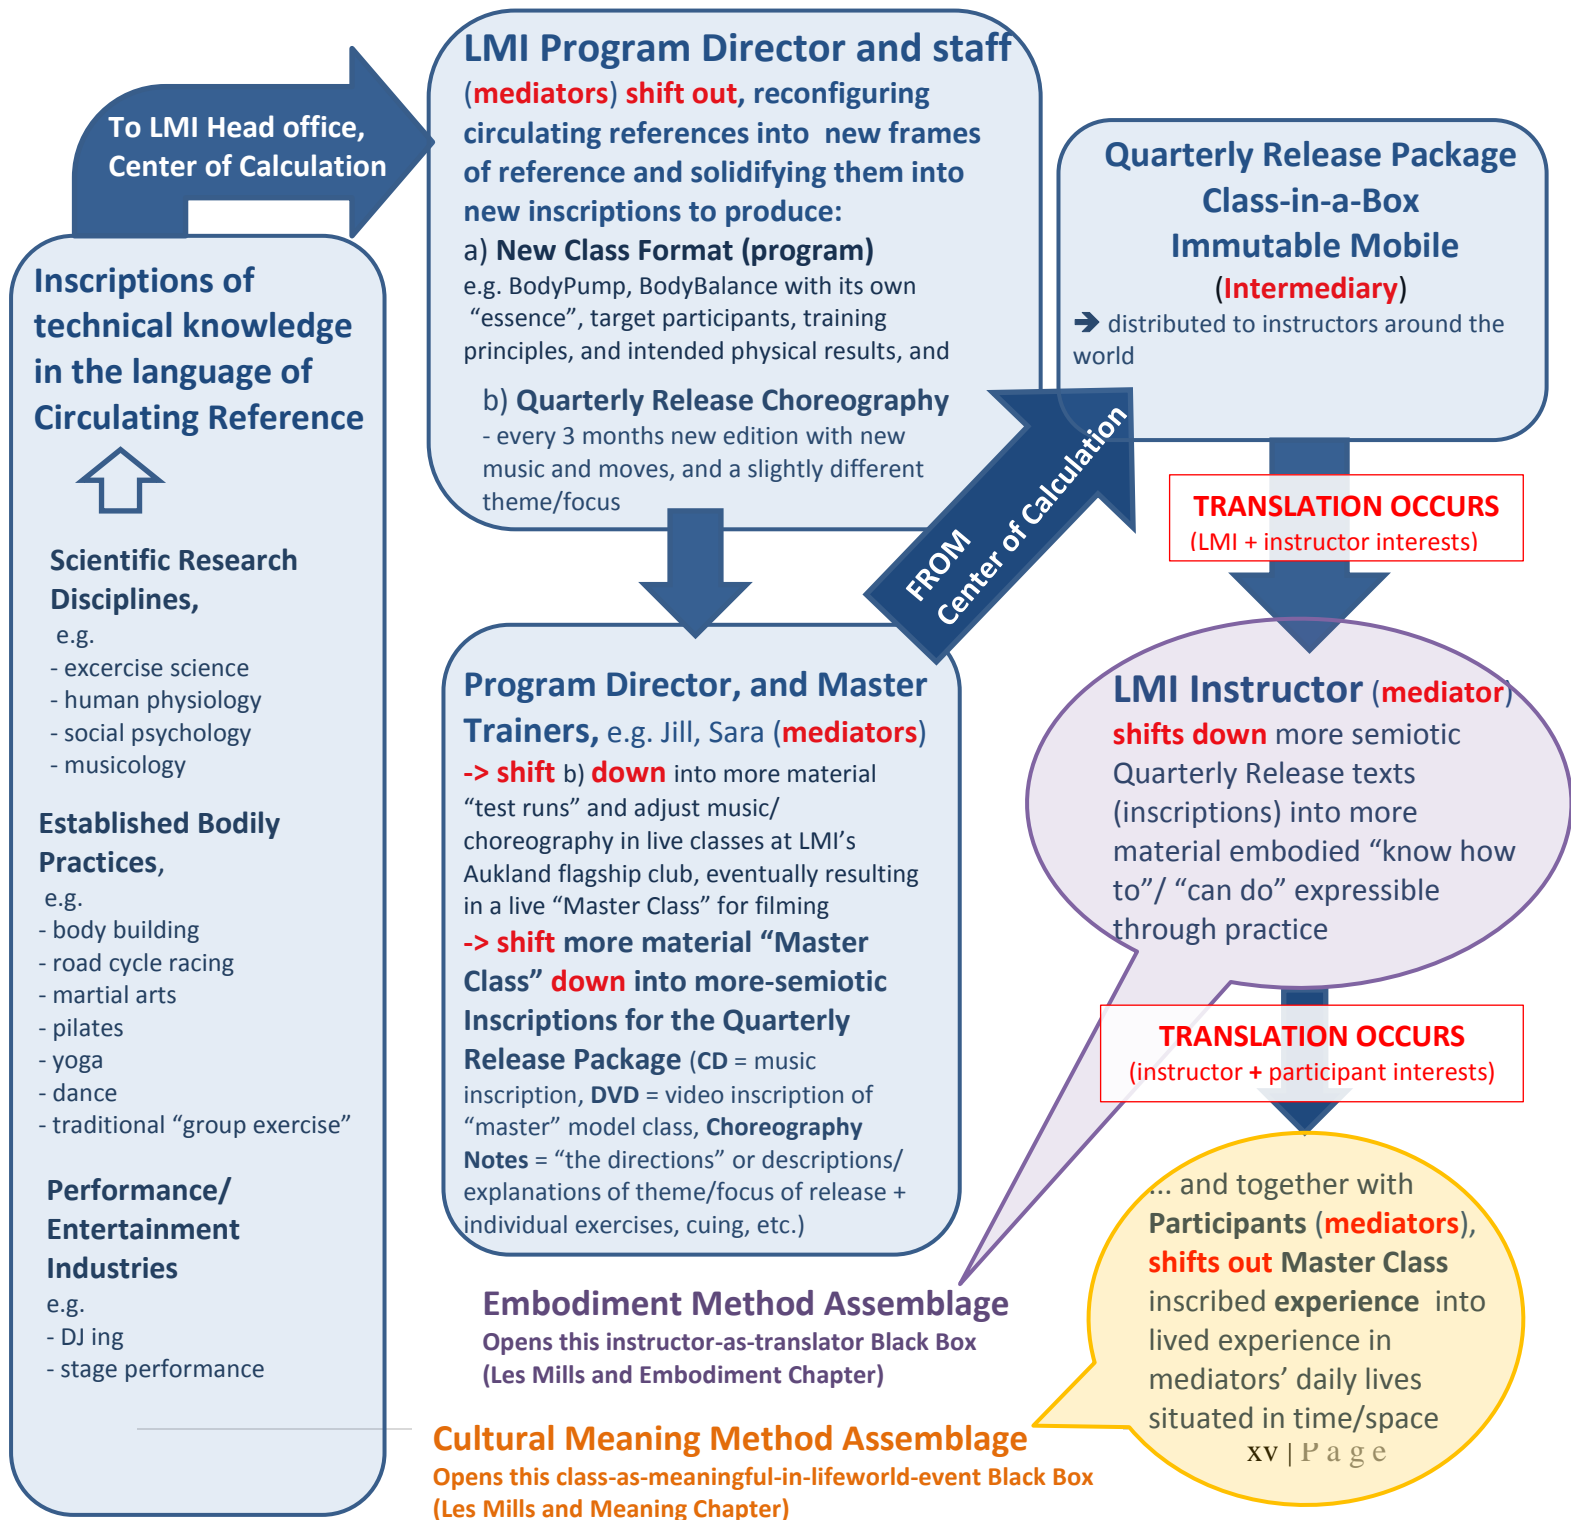 To LMI Head office,
Center of Calculation
Inscriptions of
technical knowledge
in the language of
Circulating Reference
Scientific Research
Disciplines,
e.g.
- excercise science
- human physiology
- social psychology
- musicology
Established Bodily
Practices,
e.g.
- body building
- road cycle racing
- martial arts
- pilates
- yoga
- dance
- traditional “group exercise”
Performance/
Entertainment
Industries
e.g.
- DJ ing
- stage performance
LMI Program Director and staff
(mediators) shift out, reconfiguring
circulating references into new frames
of reference and solidifying them into
new inscriptions to produce:
a) New Class Format (program)
e.g. BodyPump, BodyBalance with its own
“essence”, target participants, training
principles, and intended physical results, and
b) Quarterly Release Choreography
- every 3 months new edition with new
music and moves, and a slightly different
theme/focus
Program Director, and Master
Trainers, e.g. Jill, Sara (mediators)
-> shift b) down into more material
“test runs” and adjust music/
choreography in live classes at LMI’s
Aukland flagship club, eventually resulting
in a live “Master Class” for filming
-> shift more material “Master
Class” down into more-semiotic
Inscriptions for the Quarterly
Release Package (CD = music
inscription, DVD = video inscription of
“master” model class, Choreography
Notes = “the directions” or descriptions/
explanations of theme/focus of release +
individual exercises, cuing, etc.)
FROM
Center of Calculation
Quarterly Release Package
Class-in-a-Box
Immutable Mobile
(Intermediary)
➔ distributed to instructors around the
world
TRANSLATION OCCURS
(LMI + instructor interests)
LMI Instructor (mediator)
shifts down more semiotic
Quarterly Release texts
(inscriptions) into more
material embodied “know how
to”/ “can do” expressible
through practice
TRANSLATION OCCURS
(instructor + participant interests)
... and together with
Participants (mediators),
shifts out Master Class
inscribed experience into
lived experience in
mediators’ daily lives
situated in time/space
xv | P a g e
Embodiment Method Assemblage
Opens this instructor-as-translator Black Box
(Les Mills and Embodiment Chapter)
Cultural Meaning Method Assemblage
Opens this class-as-meaningful-in-lifeworld-event Black Box
(Les Mills and Meaning Chapter)